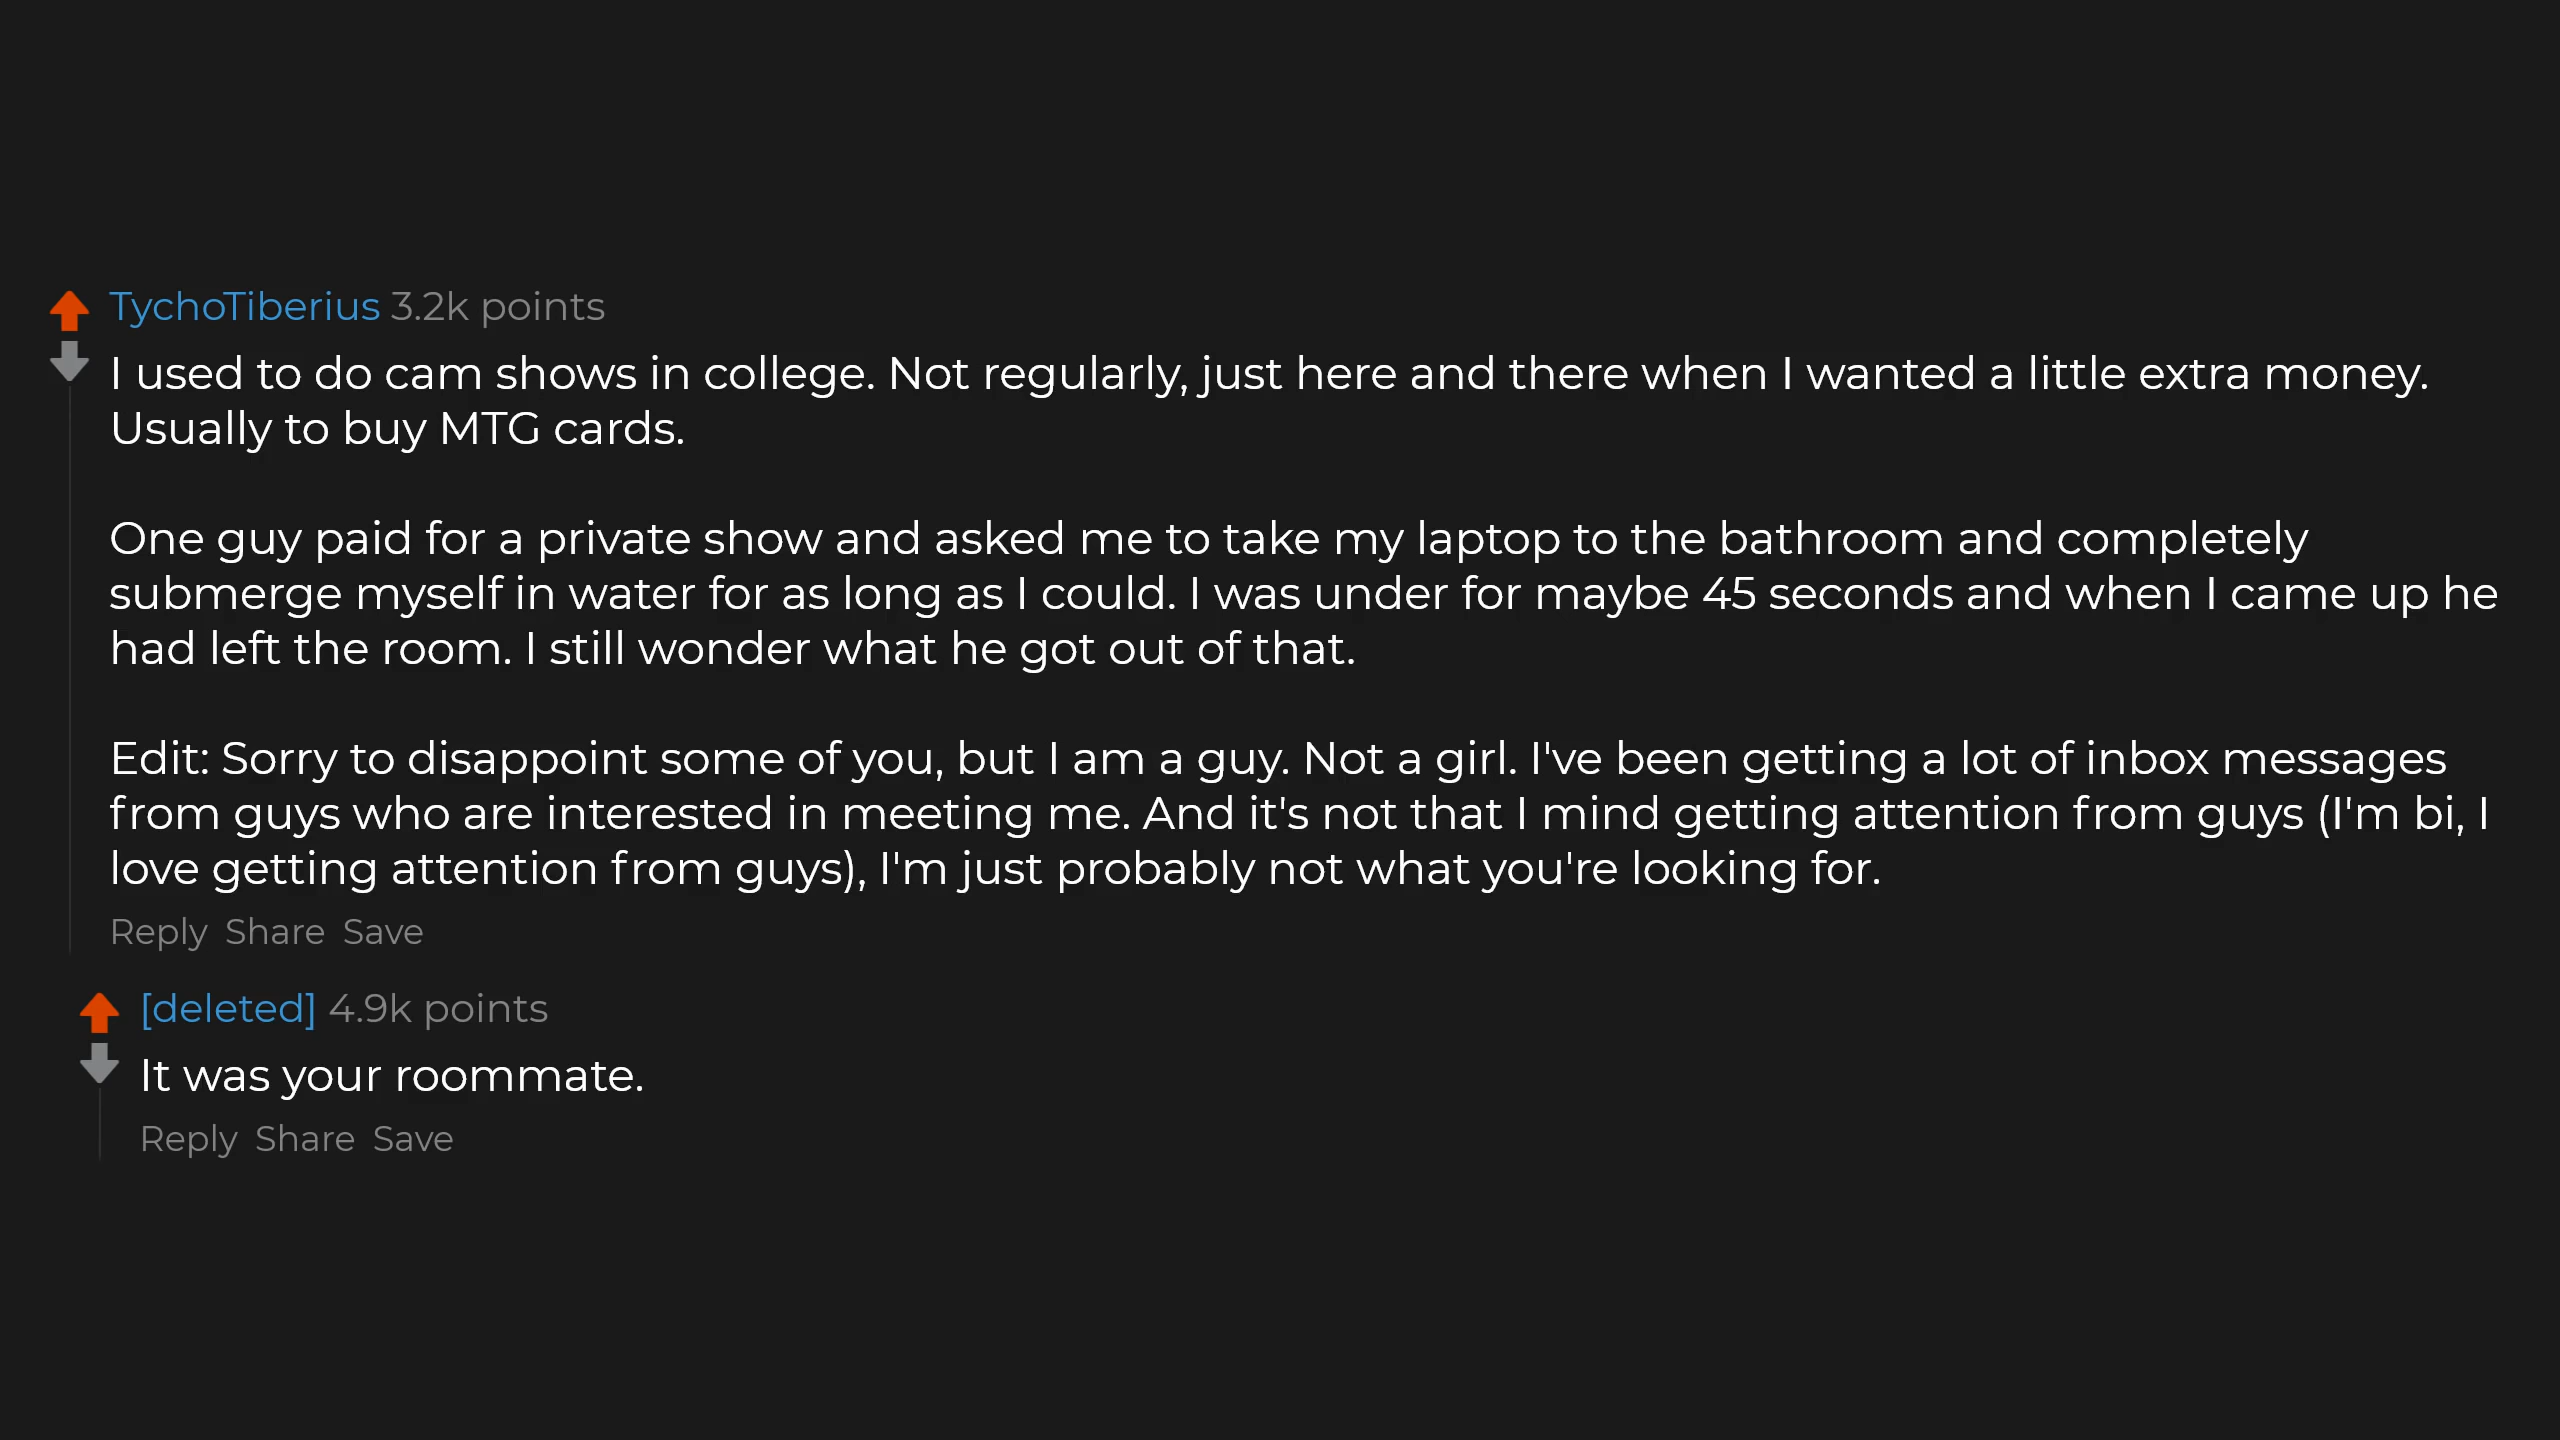 TychoTiberius 3.2k points
I used to do cam shows in college. Not regularly, just here and there when I wanted a little extra money.
Usually to buy MTG cards.
One guy paid for a private show and asked me to take my laptop to the bathroom and completely
submerge myself in water for as long as I could. I was under for maybe 45 seconds and when I came up he
had left the room. I still wonder what he got out of that.
Edit: Sorry to disappoint some of you, but I am a guy. Not a girl. I've been getting a lot of inbox messages
from guys who are interested in meeting me. And it's not that I mind getting attention from guys (I'm bi, I
love getting attention from guys), I'm just probably not what you're looking for.
Reply Share Save
[deleted] 4.9k points
It was your roommate.
Reply Share Save